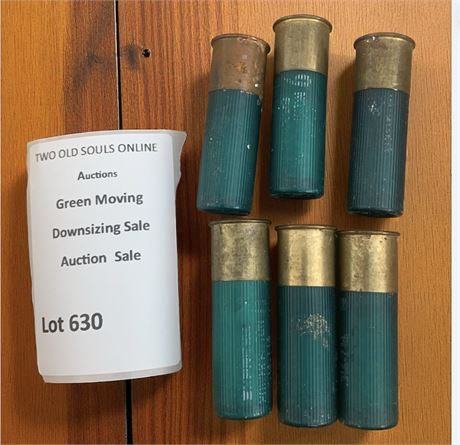 TWO OLD SOULS ONLINE
Auctions
Green Moving
Downsizing Sale
Auction Sale
Lot 630